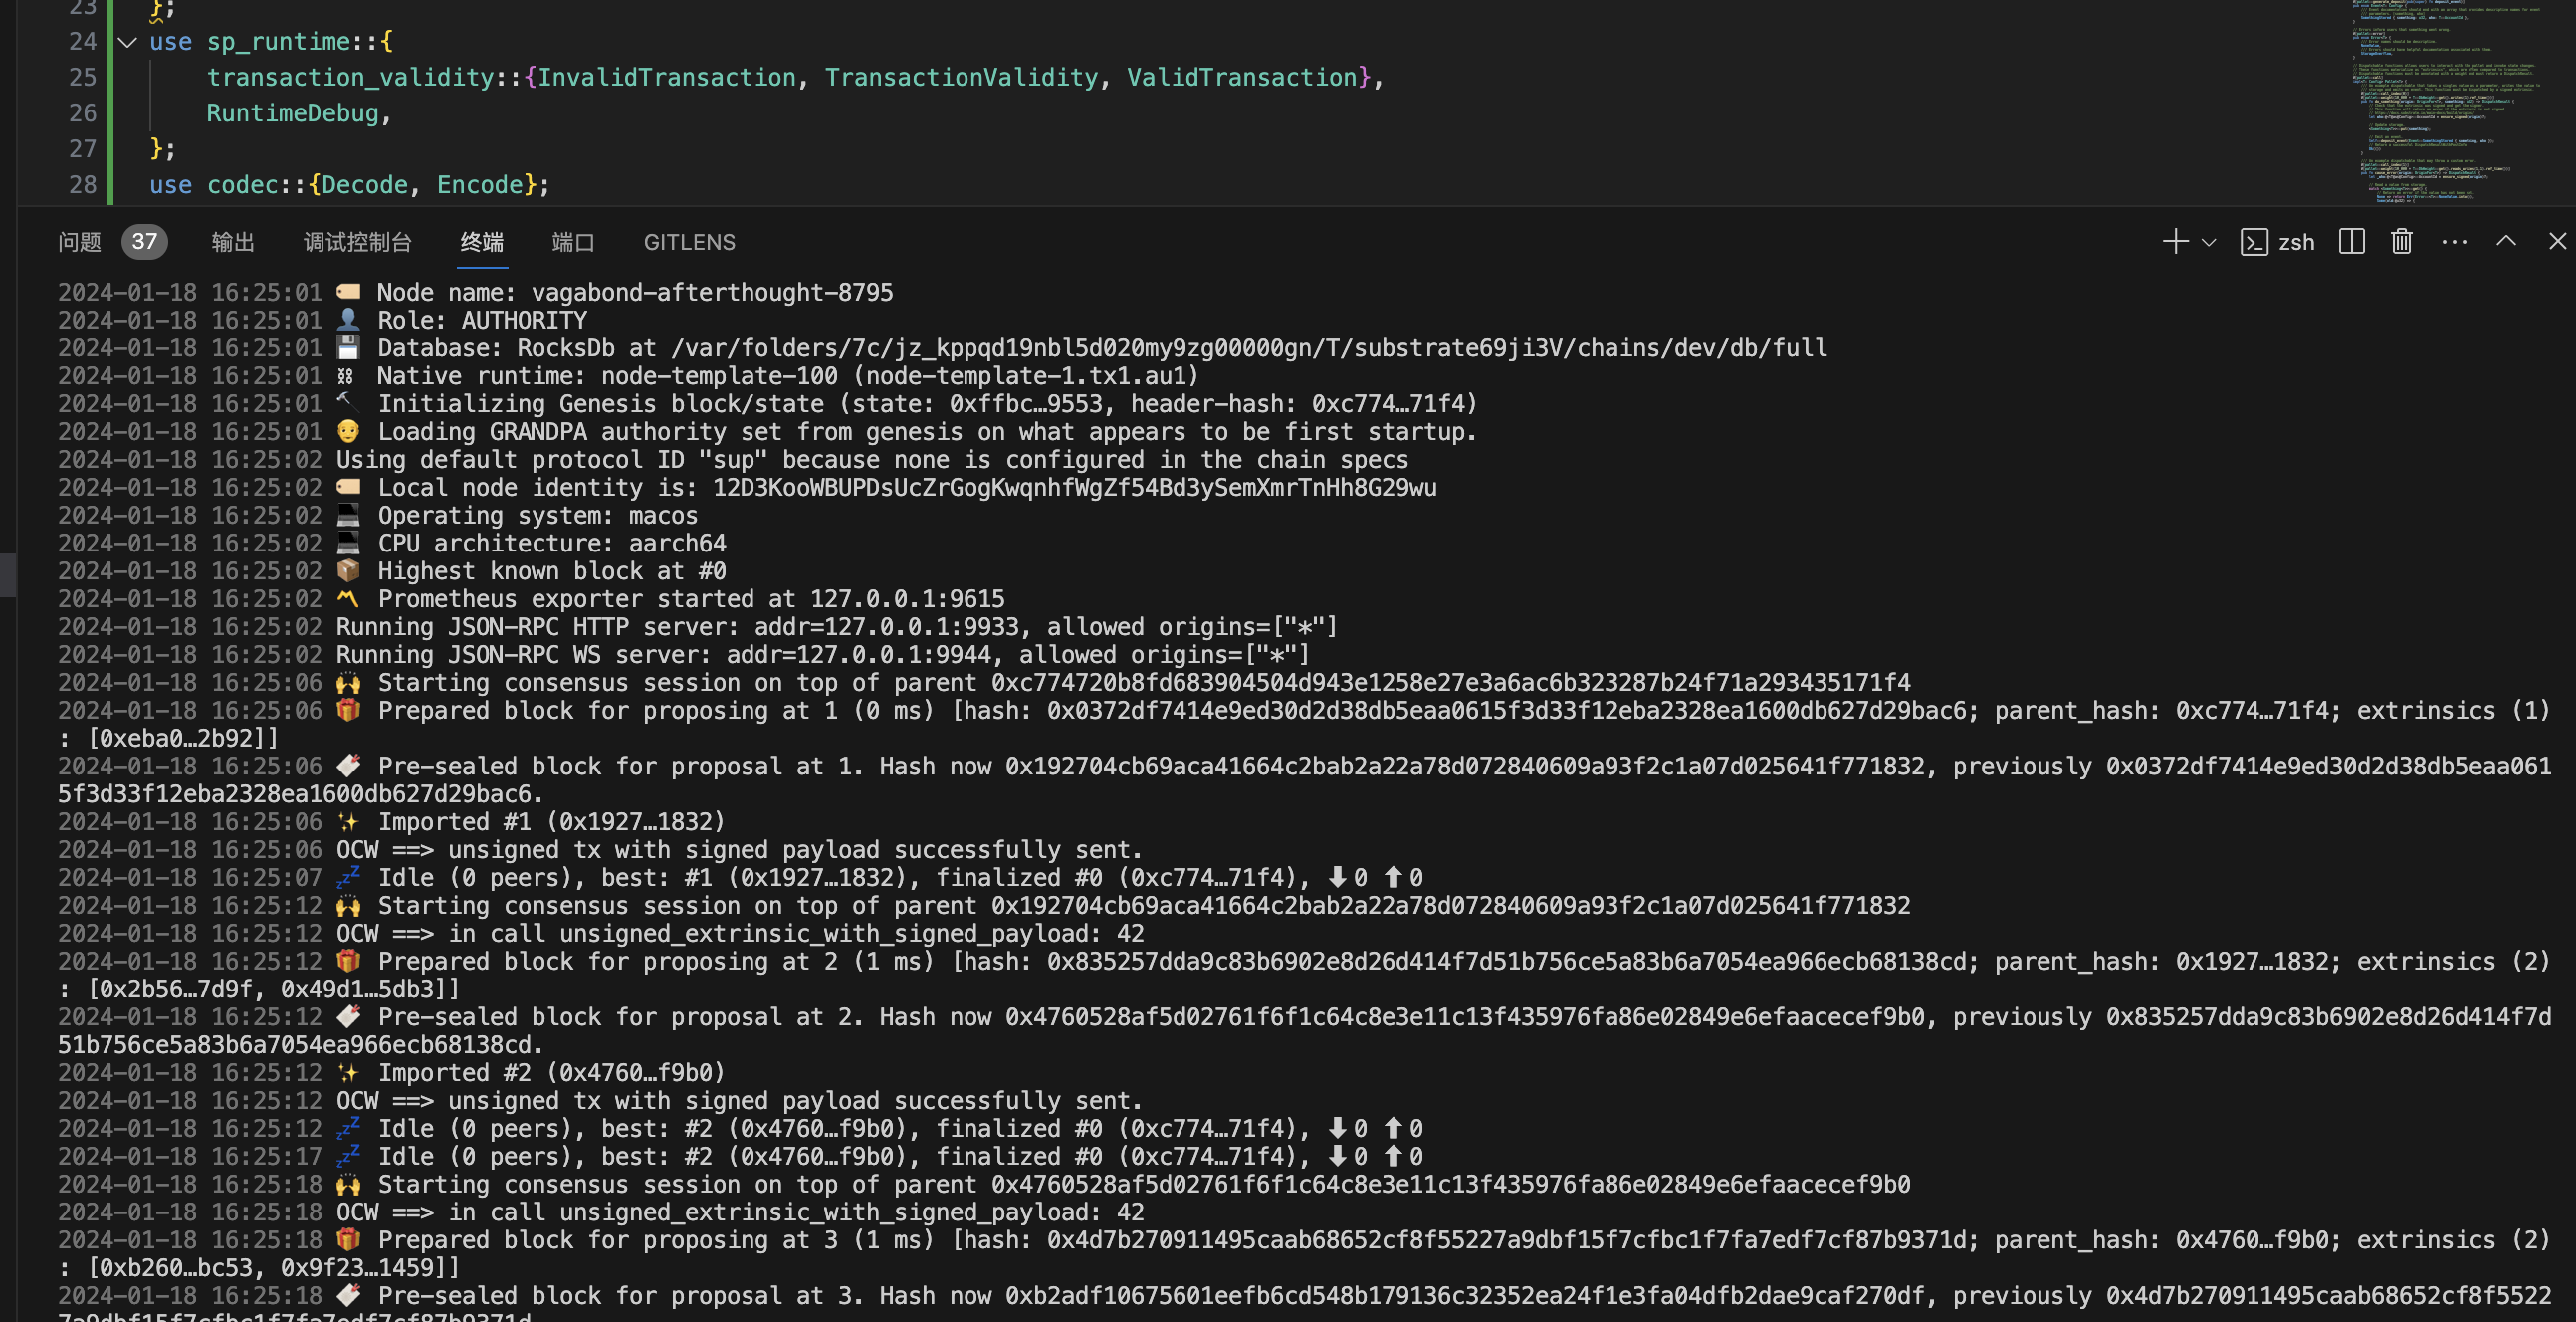 23 };
24 use sp_runtime::{
25 transaction_validity::{InvalidTransaction, TransactionValidity, ValidTransaction},
26 RuntimeDebug,
27 };
28 use codec::{Decode, Encode};
问题 37 输出 调试控制台 终端 端口 GITLENS zsh
2024-01-18 16:25:01 🏷 Node name: vagabond-afterthought-8795
2024-01-18 16:25:01 👤 Role: AUTHORITY
2024-01-18 16:25:01 💾 Database: RocksDb at /var/folders/7c/jz_kppqd19nbl5d020my9zg00000gn/T/substrate69ji3V/chains/dev/db/full
2024-01-18 16:25:01 ⛓ Native runtime: node-template-100 (node-template-1.tx1.au1)
2024-01-18 16:25:01 🔨 Initializing Genesis block/state (state: 0xffbc…9553, header-hash: 0xc774…71f4)
2024-01-18 16:25:01 👴 Loading GRANDPA authority set from genesis on what appears to be first startup.
2024-01-18 16:25:02 Using default protocol ID "sup" because none is configured in the chain specs
2024-01-18 16:25:02 🏷 Local node identity is: 12D3KooWBUPDsUcZrGogKwqnhfWgZf54Bd3ySemXmrTnHh8G29wu
2024-01-18 16:25:02 💻 Operating system: macos
2024-01-18 16:25:02 💻 CPU architecture: aarch64
2024-01-18 16:25:02 📦 Highest known block at #0
2024-01-18 16:25:02 〽️ Prometheus exporter started at 127.0.0.1:9615
2024-01-18 16:25:02 Running JSON-RPC HTTP server: addr=127.0.0.1:9933, allowed origins=["*"]
2024-01-18 16:25:02 Running JSON-RPC WS server: addr=127.0.0.1:9944, allowed origins=["*"]
2024-01-18 16:25:06 🙌 Starting consensus session on top of parent 0xc774720b8fd683904504d943e1258e27e3a6ac6b323287b24f71a293435171f4
2024-01-18 16:25:06 🎁 Prepared block for proposing at 1 (0 ms) [hash: 0x0372df7414e9ed30d2d38db5eaa0615f3d33f12eba2328ea1600db627d29bac6; parent_hash: 0xc774…71f4; extrinsics (1)
: [0xeba0…2b92]]
2024-01-18 16:25:06 🔖 Pre-sealed block for proposal at 1. Hash now 0x192704cb69aca41664c2bab2a22a78d072840609a93f2c1a07d025641f771832, previously 0x0372df7414e9ed30d2d38db5eaa061
5f3d33f12eba2328ea1600db627d29bac6.
2024-01-18 16:25:06 ✨ Imported #1 (0x1927…1832)
2024-01-18 16:25:06 OCW ==> unsigned tx with signed payload successfully sent.
2024-01-18 16:25:07 💤 Idle (0 peers), best: #1 (0x1927…1832), finalized #0 (0xc774…71f4), ⬇ 0 ⬆ 0
2024-01-18 16:25:12 🙌 Starting consensus session on top of parent 0x192704cb69aca41664c2bab2a22a78d072840609a93f2c1a07d025641f771832
2024-01-18 16:25:12 OCW ==> in call unsigned_extrinsic_with_signed_payload: 42
2024-01-18 16:25:12 🎁 Prepared block for proposing at 2 (1 ms) [hash: 0x835257dda9c83b6902e8d26d414f7d51b756ce5a83b6a7054ea966ecb68138cd; parent_hash: 0x1927…1832; extrinsics (2)
: [0x2b56…7d9f, 0x49d1…5db3]]
2024-01-18 16:25:12 🔖 Pre-sealed block for proposal at 2. Hash now 0x4760528af5d02761f6f1c64c8e3e11c13f435976fa86e02849e6efaacecef9b0, previously 0x835257dda9c83b6902e8d26d414f7d
51b756ce5a83b6a7054ea966ecb68138cd.
2024-01-18 16:25:12 ✨ Imported #2 (0x4760…f9b0)
2024-01-18 16:25:12 OCW ==> unsigned tx with signed payload successfully sent.
2024-01-18 16:25:12 💤 Idle (0 peers), best: #2 (0x4760…f9b0), finalized #0 (0xc774…71f4), ⬇ 0 ⬆ 0
2024-01-18 16:25:17 💤 Idle (0 peers), best: #2 (0x4760…f9b0), finalized #0 (0xc774…71f4), ⬇ 0 ⬆ 0
2024-01-18 16:25:18 🙌 Starting consensus session on top of parent 0x4760528af5d02761f6f1c64c8e3e11c13f435976fa86e02849e6efaacecef9b0
2024-01-18 16:25:18 OCW ==> in call unsigned_extrinsic_with_signed_payload: 42
2024-01-18 16:25:18 🎁 Prepared block for proposing at 3 (1 ms) [hash: 0x4d7b270911495caab68652cf8f55227a9dbf15f7cfbc1f7fa7edf7cf87b9371d; parent_hash: 0x4760…f9b0; extrinsics (2)
: [0xb260…bc53, 0x9f23…1459]]
2024-01-18 16:25:18 🔖 Pre-sealed block for proposal at 3. Hash now 0xb2adf10675601eefb6cd548b179136c32352ea24f1e3fa04dfb2dae9caf270df, previously 0x4d7b270911495caab68652cf8f5522
7a9dbf15f7cfbc1f7fa7edf7cf87b9371d